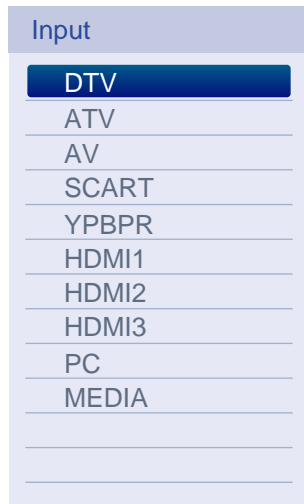 Input
DTV
ATV
AV
SCART
YPBPR
HDMI1
HDMI2
HDMI3
PC
MEDIA